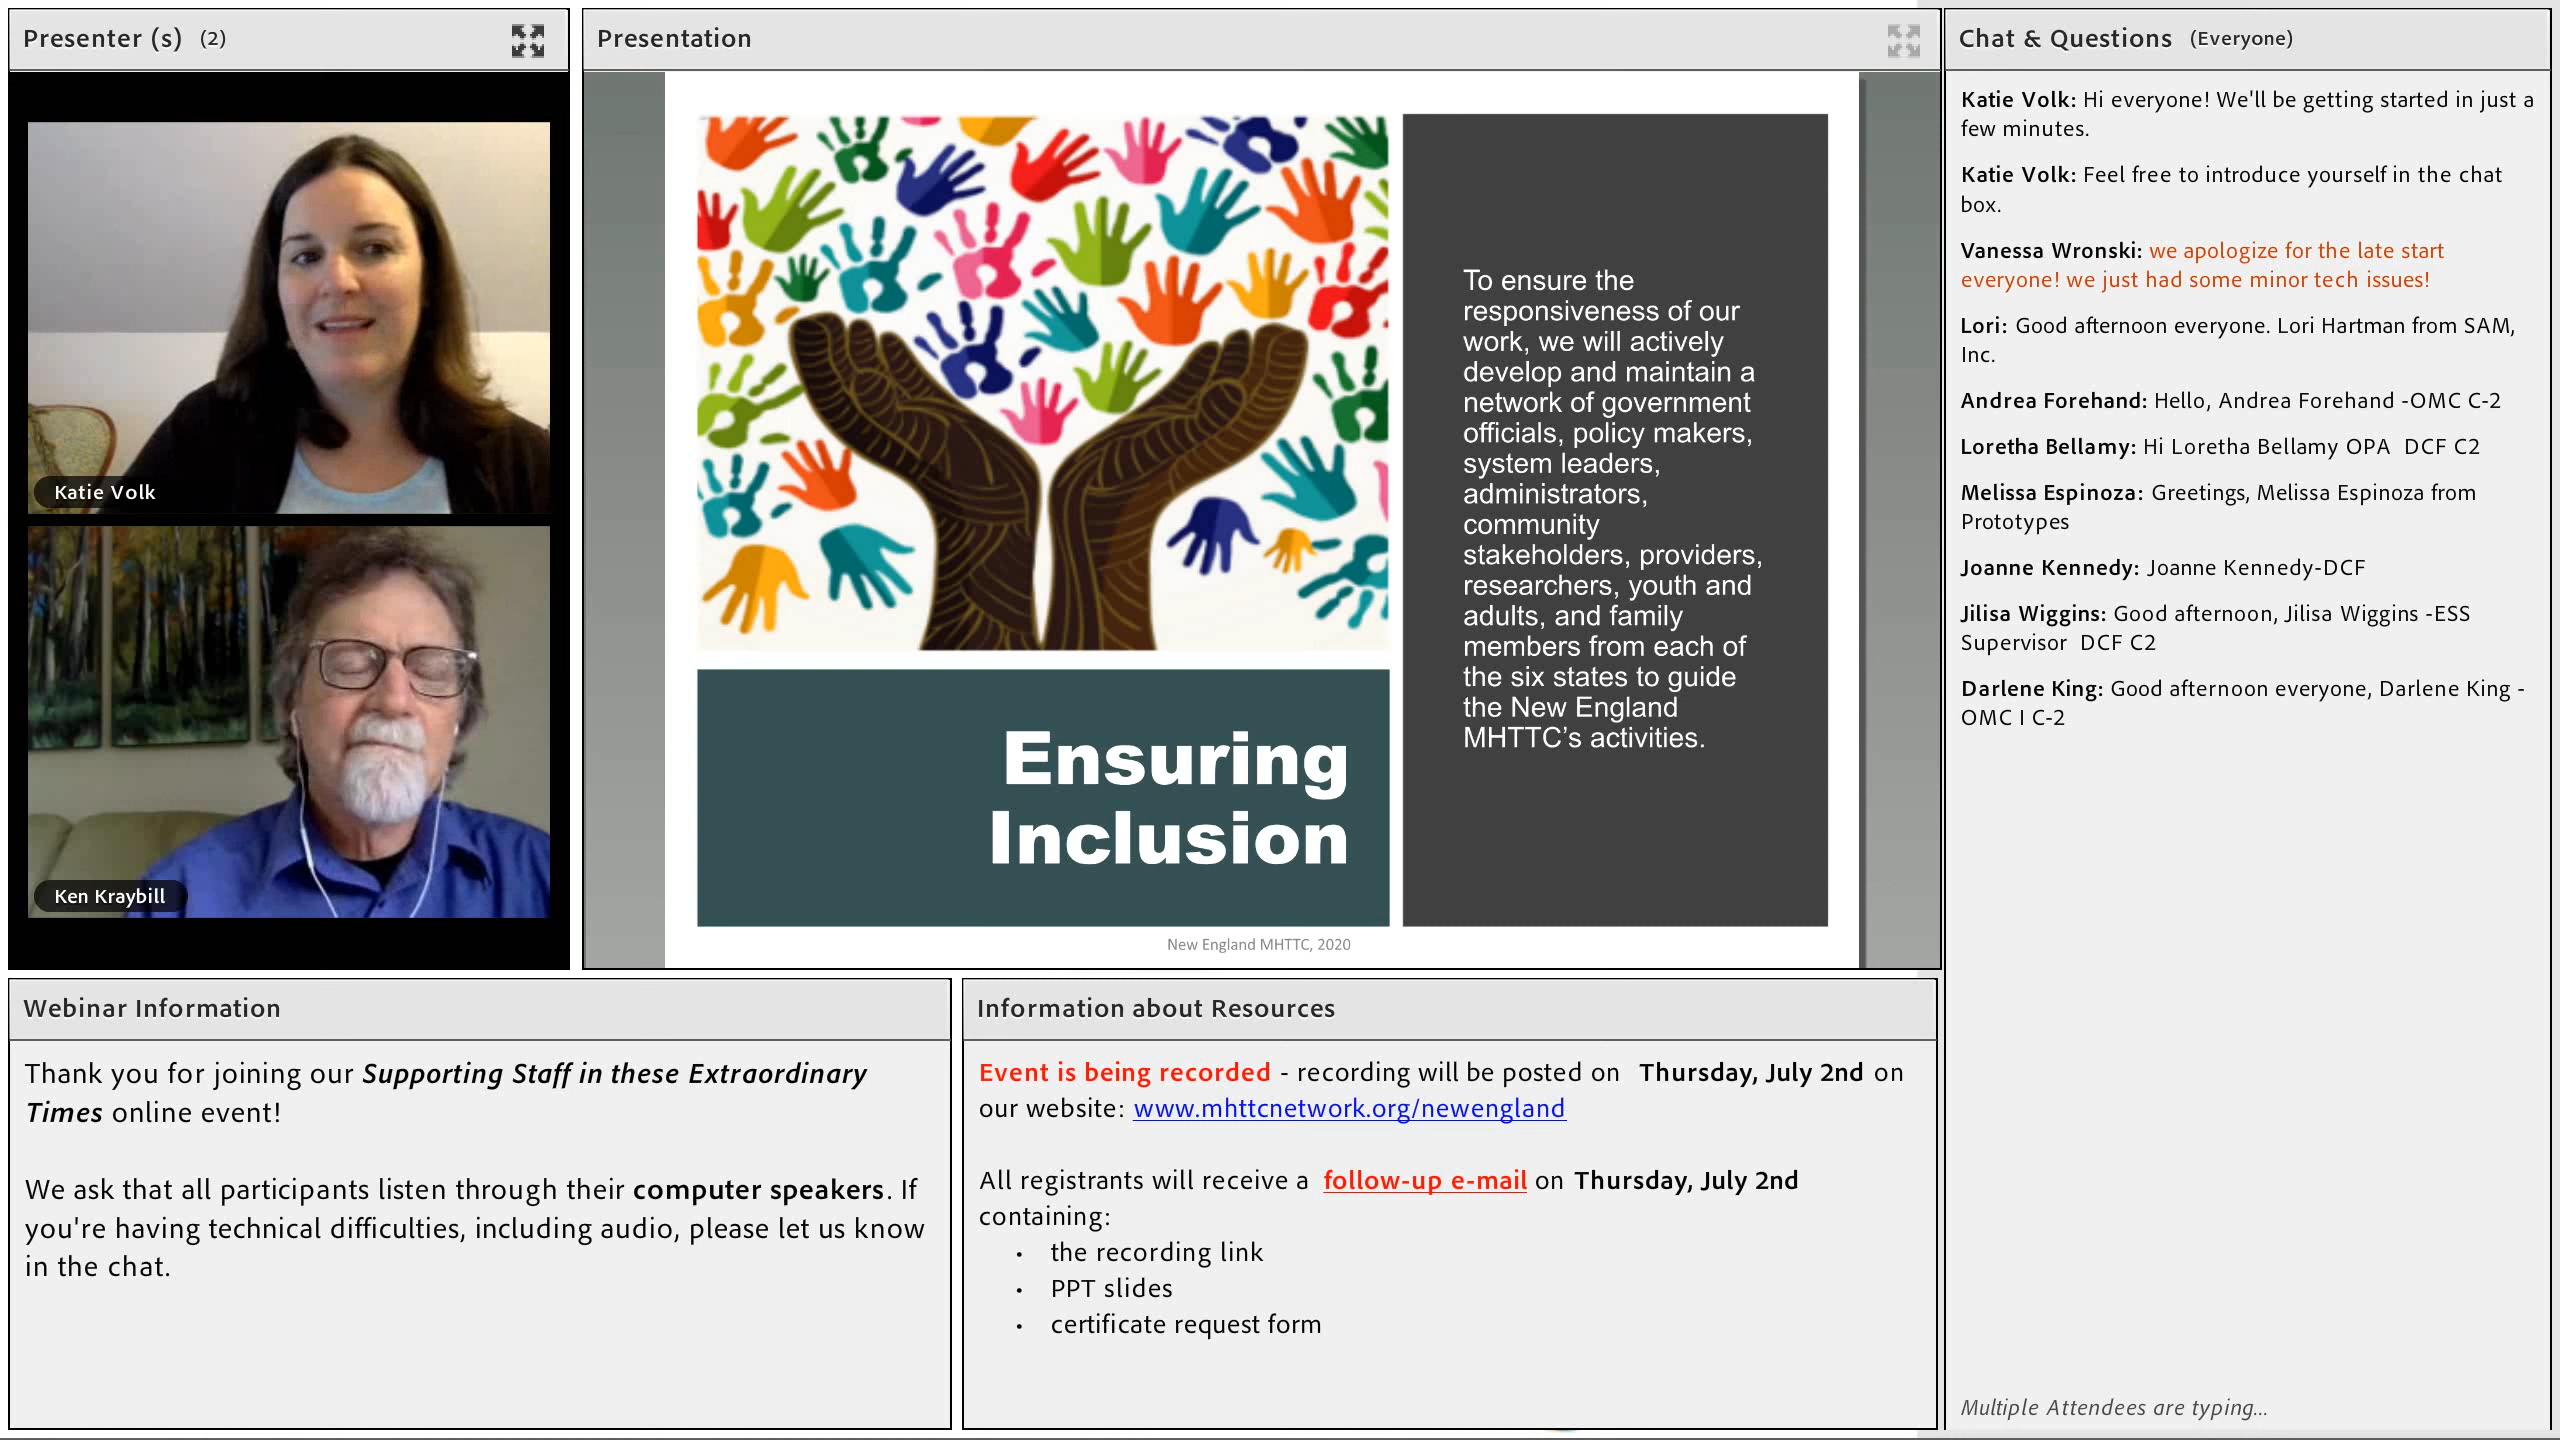 Presenter (s) (2)
Katie Volk
Ken Kraybill
Presentation
To ensure the
responsiveness of our
work, we will actively
develop and maintain a
network of government
officials, policy makers,
system leaders,
administrators,
community
stakeholders, providers,
researchers, youth and
adults, and family
members from each of
the six states to guide
the New England
MHTTC’s activities.
Ensuring
Inclusion
New England MHTTC, 2020
Chat & Questions (Everyone)
Katie Volk: Hi everyone! We'll be getting started in just a
few minutes.
Katie Volk: Feel free to introduce yourself in the chat
box.
Vanessa Wronski: we apologize for the late start
everyone! we just had some minor tech issues!
Lori: Good afternoon everyone. Lori Hartman from SAM,
Inc.
Andrea Forehand: Hello, Andrea Forehand -OMC C-2
Loretha Bellamy: Hi Loretha Bellamy OPA DCF C2
Melissa Espinoza: Greetings, Melissa Espinoza from
Prototypes
Joanne Kennedy: Joanne Kennedy-DCF
Jilisa Wiggins: Good afternoon, Jilisa Wiggins -ESS
Supervisor DCF C2
Darlene King: Good afternoon everyone, Darlene King -
OMC I C-2
Multiple Attendees are typing...
Webinar Information
Thank you for joining our Supporting Staff in these Extraordinary
Times online event!
We ask that all participants listen through their computer speakers. If
you're having technical difficulties, including audio, please let us know
in the chat.
Information about Resources
Event is being recorded - recording will be posted on Thursday, July 2nd on
our website: www.mhttcnetwork.org/newengland
All registrants will receive a follow-up e-mail on Thursday, July 2nd
containing:
• the recording link
• PPT slides
• certificate request form